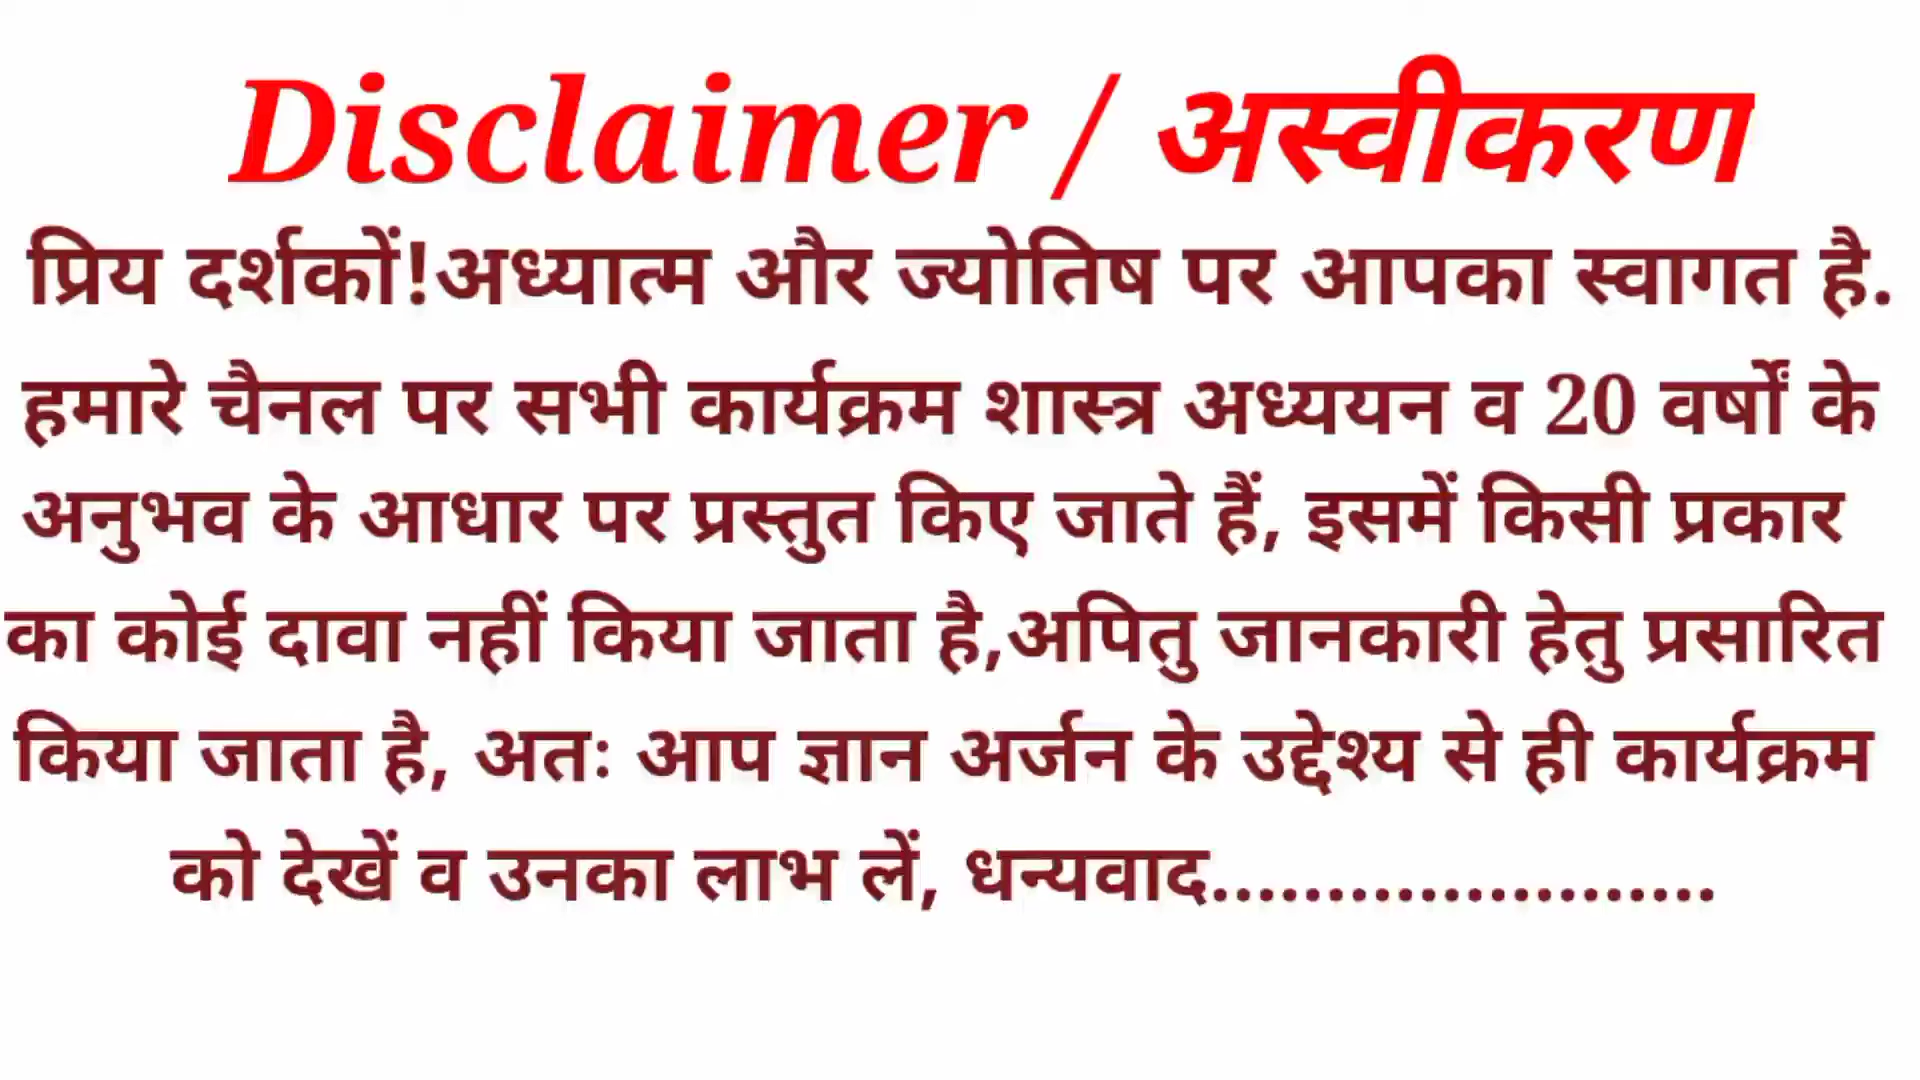 Disclaimer / अस्वीकरण
प्रिय दर्शकों!अध्यात्म और ज्योतिष पर आपका स्वागत है.
हमारे चैनल पर सभी कार्यक्रम शास्त्र अध्ययन व 20 वर्षों के
अनुभव के आधार पर प्रस्तुत किए जाते हैं, इसमें किसी प्रकार
का कोई दावा नहीं किया जाता है,अपितु जानकारी हेतु प्रसारित
किया जाता है, अतः आप ज्ञान अर्जन के उद्देश्य से ही कार्यक्रम
को देखें व उनका लाभ लें, धन्यवाद......................